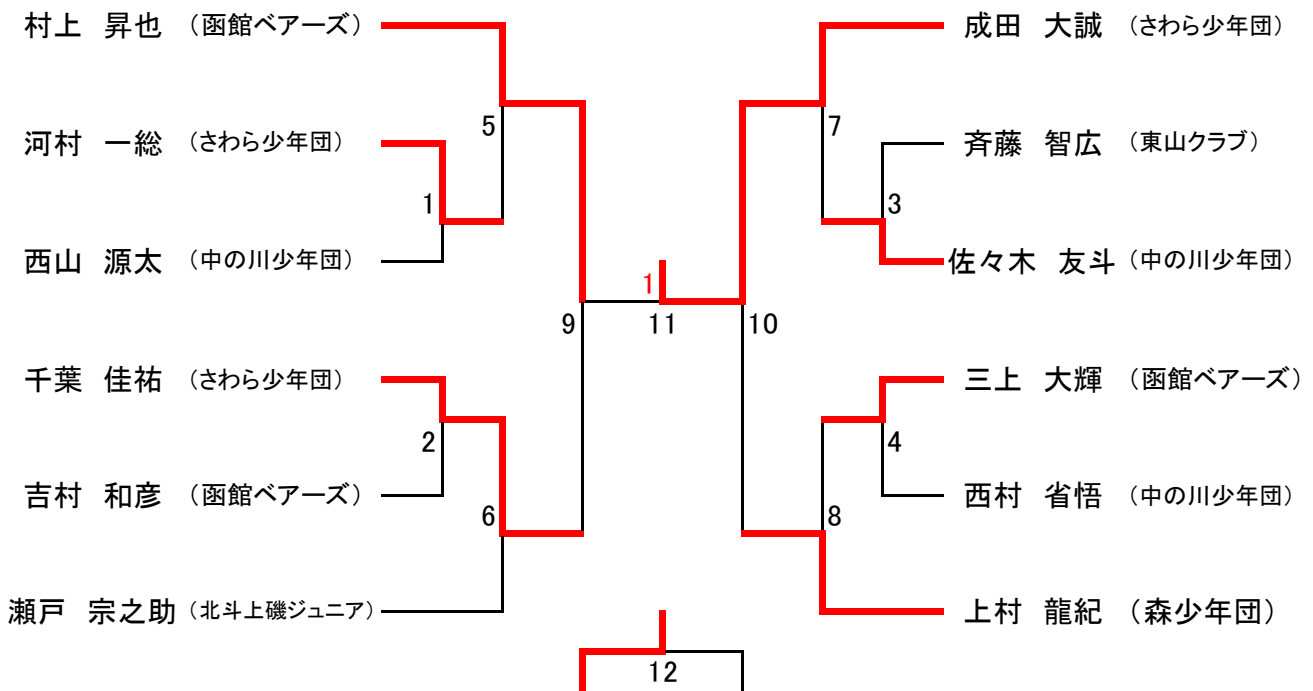 村上 昇也 (函館ベアーズ)
河村 一総 (さわら少年団)
西山 源太 (中の川少年団)
千葉 佳祐 (さわら少年団)
吉村 和彦 (函館ベアーズ)
瀬戸 宗之助 (北斗上磯ジュニア)
5
1
9
2
6
1
11
12
10
7
3
4
8
成田 大誠 (さわら少年団)
斉藤 智広 (東山クラブ)
佐々木 友斗 (中の川少年団)
三上 大輝 (函館ベアーズ)
西村 省悟 (中の川少年団)
上村 龍紀 (森少年団)